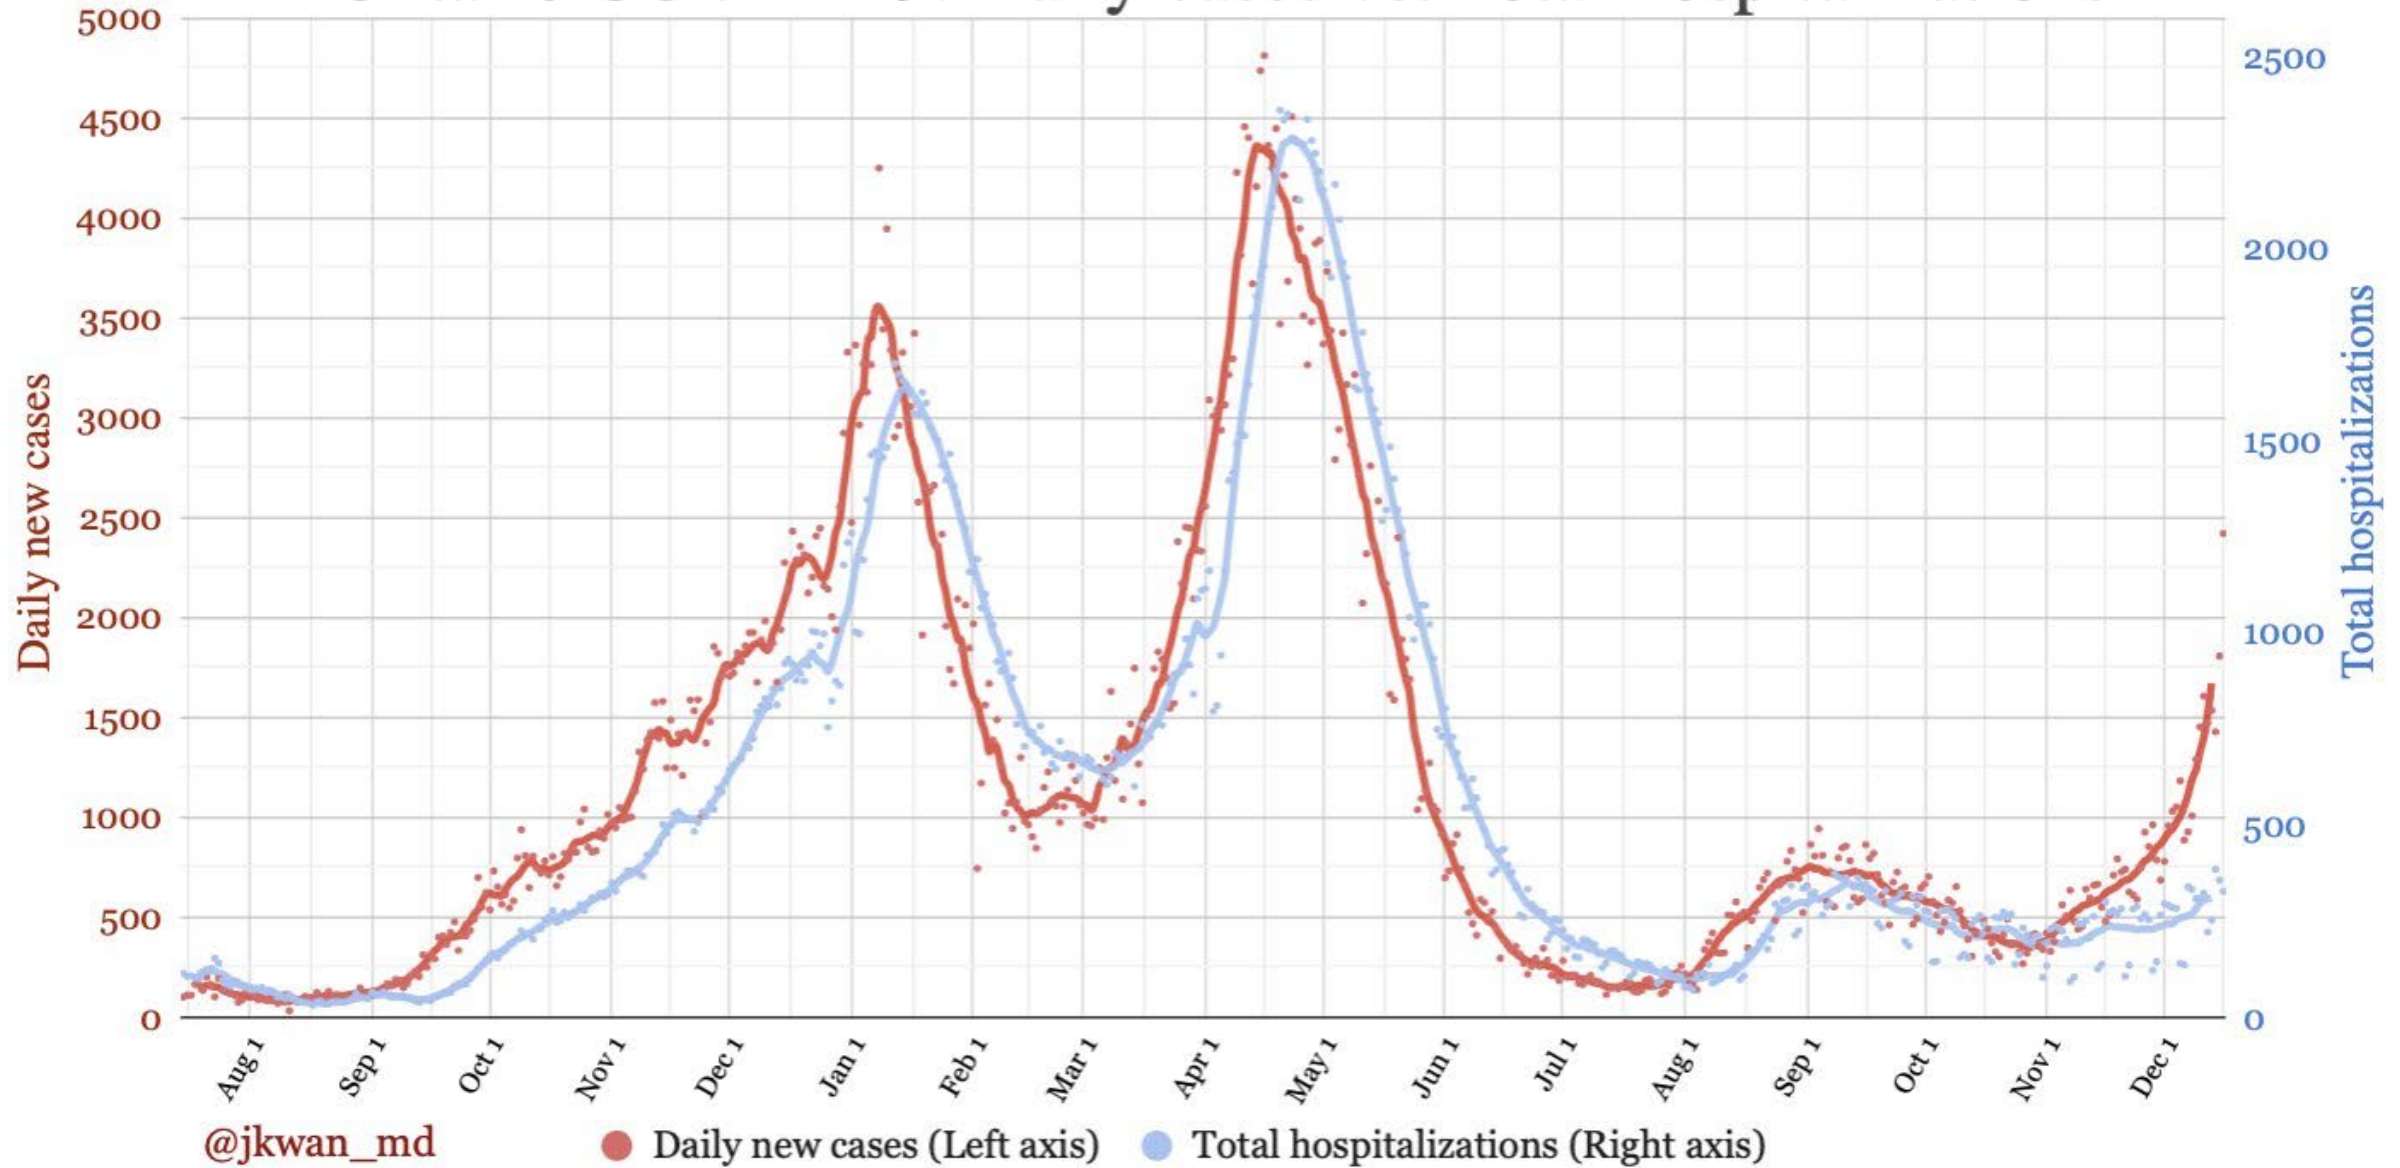 5000
4500
4000
3500
3000
2500
2000
1500
1000
500
0
Daily new cases
2500
2000
1500
1000
500
0
Total hospitalizations
Aug 1
Sep 1
Oct 1
Nov 1
Dec 1
Jan 1
Feb 1
Mar 1
Apr 1
May 1
Jun 1
Jul 1
Aug 1
Sep 1
Oct 1
Nov 1
Dec 1
@jkwan_md
Daily new cases (Left axis)
Total hospitalizations (Right axis)